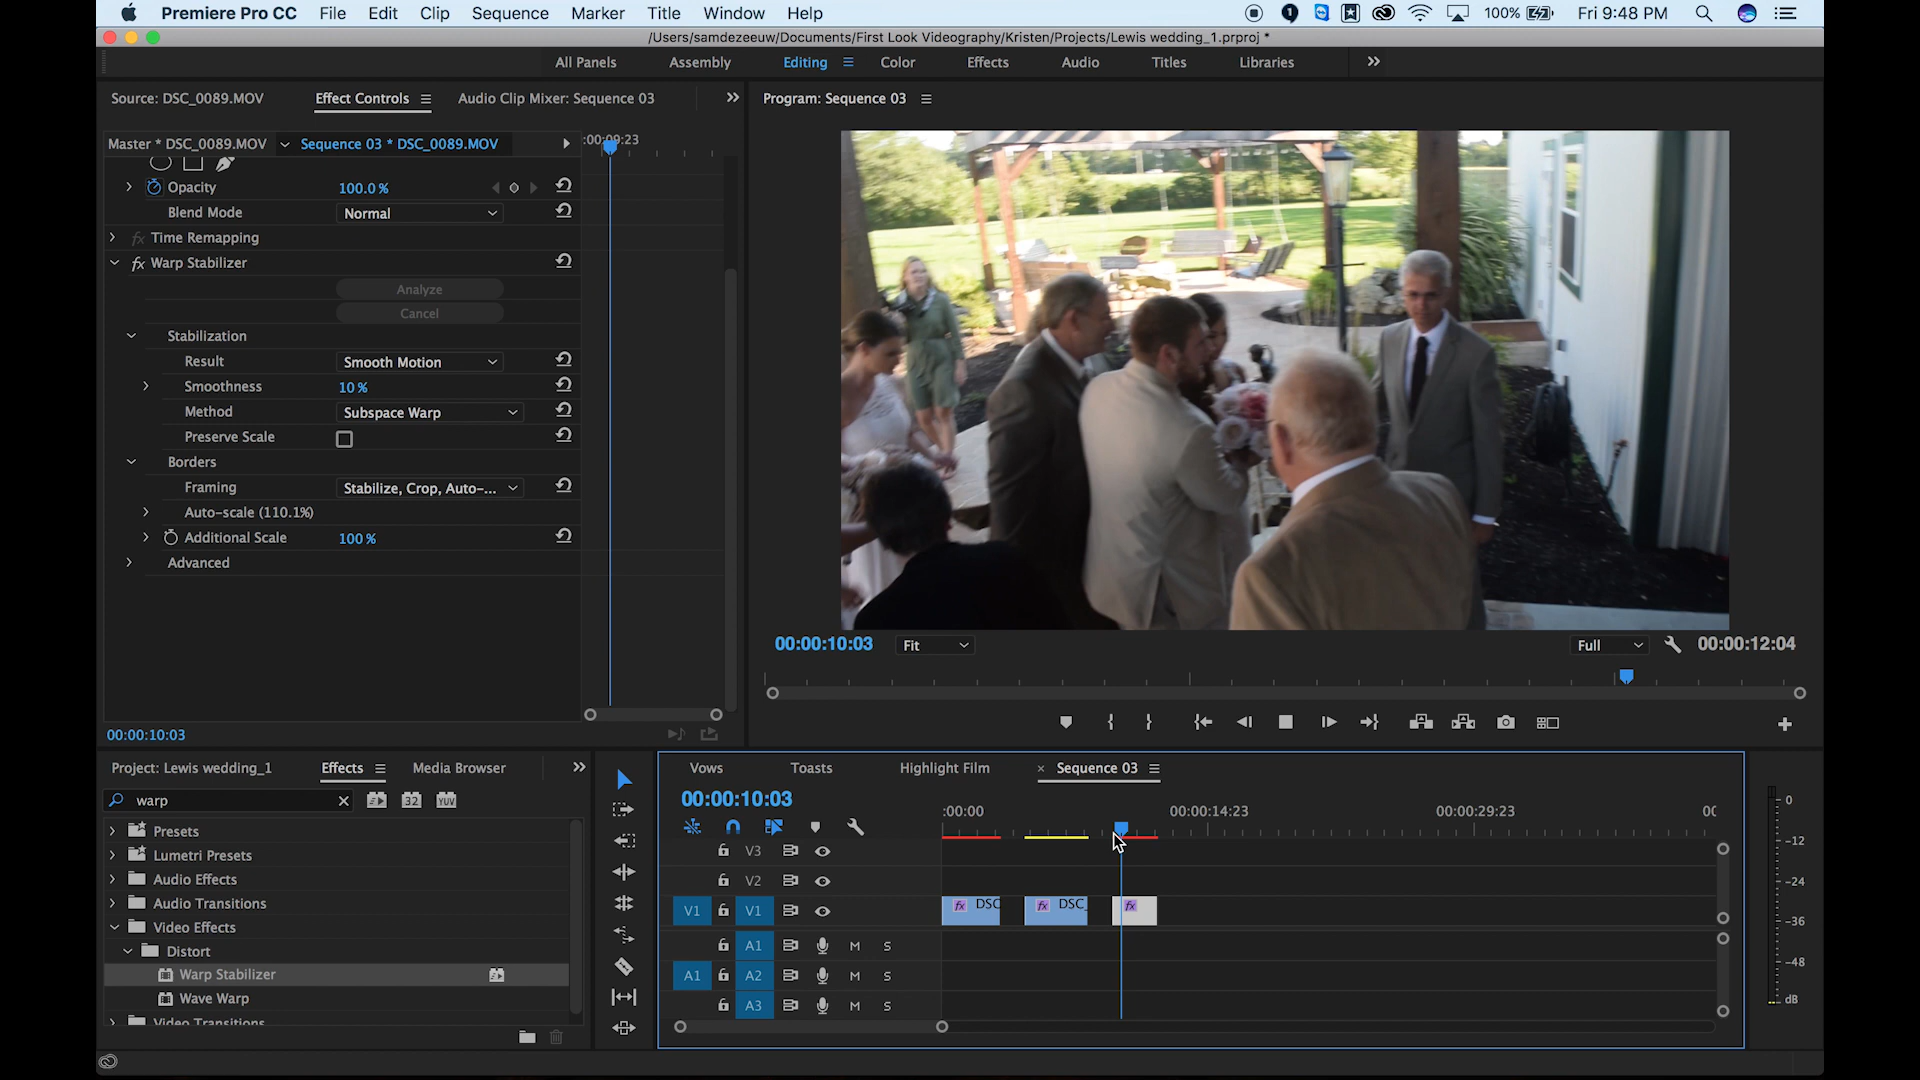 Premiere Pro CC File Edit Clip Sequence Marker Title Window Help 100% Fri 9:48 PM
/Users/samdezeeuw/Documents/First Look Videography/Kristen/Projects/Lewis wedding_1.prproj *
All Panels Assembly Editing Color Effects Audio Titles Libraries
Source: DSC_0089.MOV Effect Controls Audio Clip Mixer: Sequence 03
Program: Sequence 03
Master * DSC_0089.MOV Sequence 03 * DSC_0089.MOV :00:09:23
Opacity 100.0 %
Blend Mode Normal
fx Time Remapping
fx Warp Stabilizer
Analyze
Cancel
Stabilization
Result Smooth Motion
Smoothness 10 %
Method Subspace Warp
Preserve Scale
Borders
Framing Stabilize, Crop, Auto-...
Auto-scale (110.1%)
Additional Scale 100 %
Advanced
00:00:10:03
00:00:10:03 Fit Full 00:00:12:04
Project: Lewis wedding_1 Effects Media Browser
warp 32 YUV
Presets
Lumetri Presets
Audio Effects
Audio Transitions
Video Effects
Distort
Warp Stabilizer
Wave Warp
Video Transitions
Vows Toasts Highlight Film × Sequence 03
00:00:10:03
:00:00 00:00:14:23 00:00:29:23
V3
V2
V1 V1 fx DSC fx DSC_ fx
A1 M S
A1 A2 M S
A3 M S
0
-12
-24
-36
-48
dB